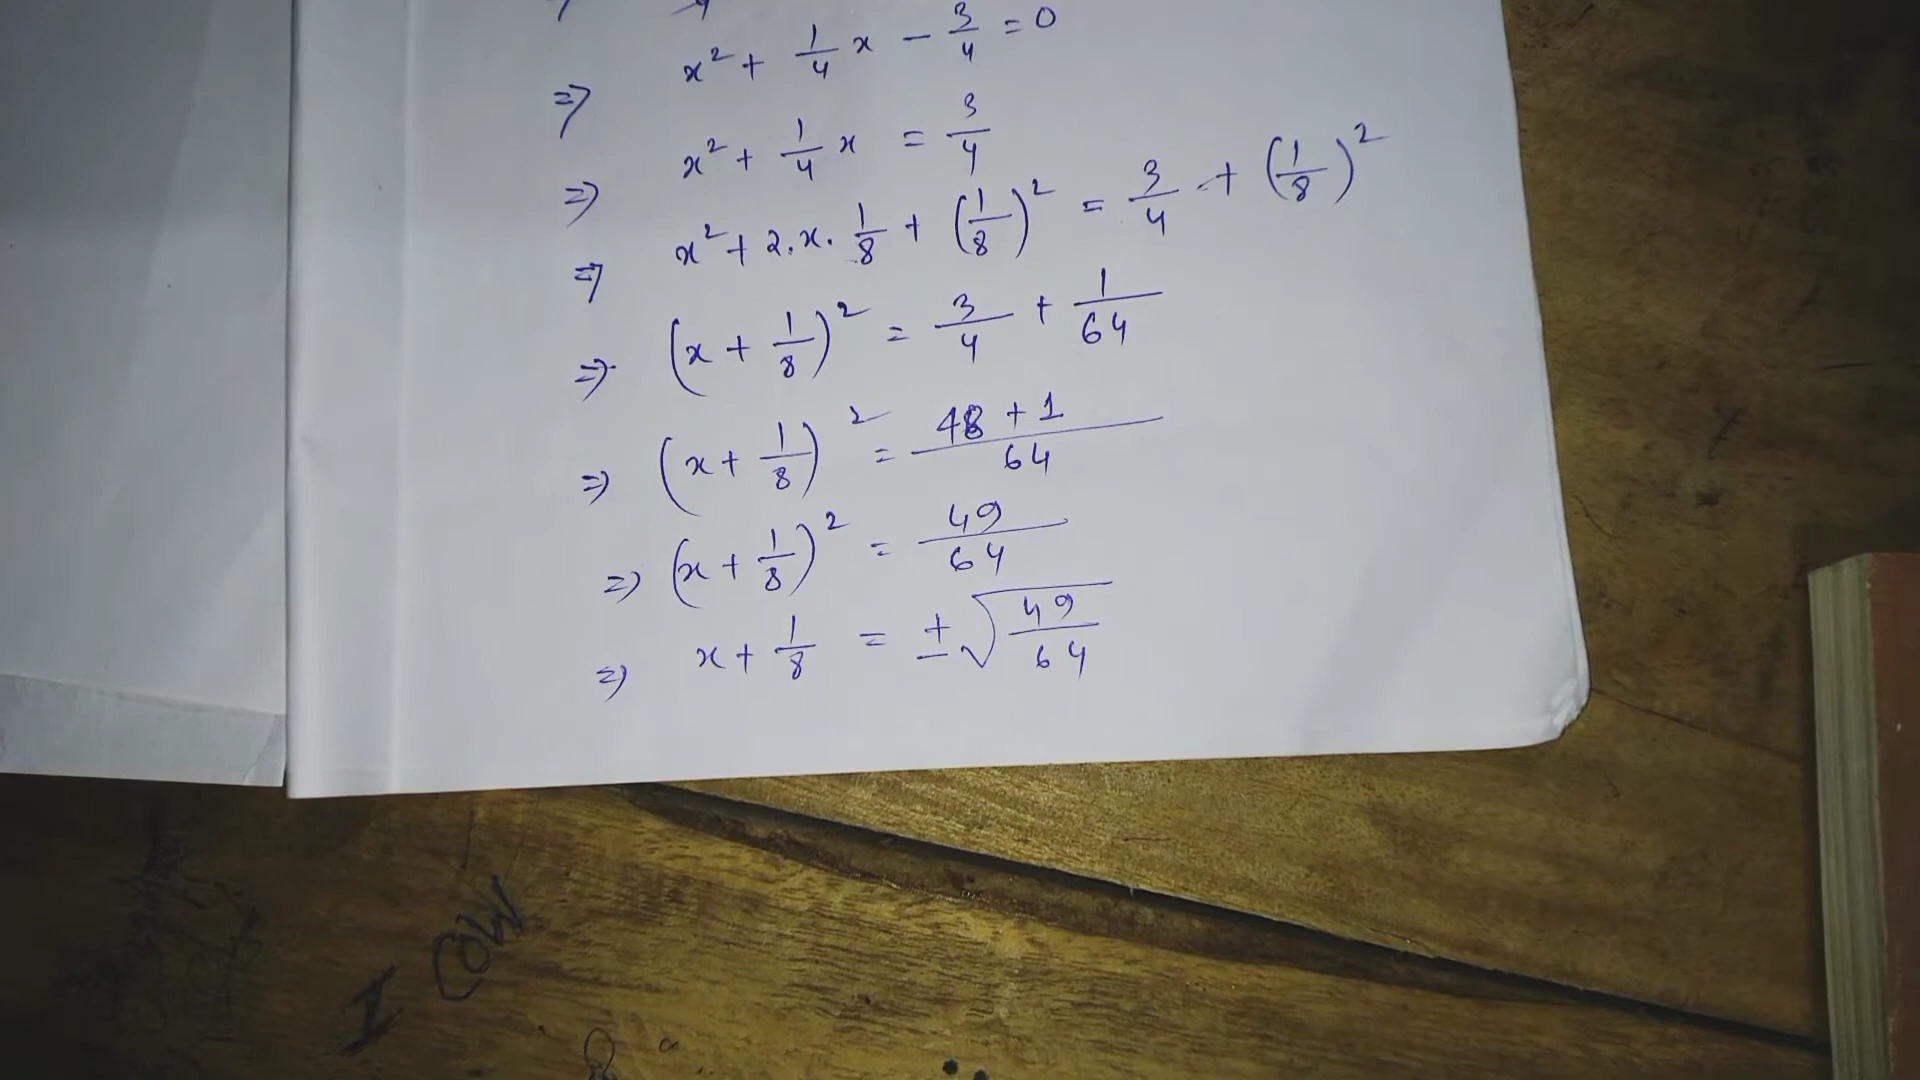 x² + 1/4 x - 3/4 = 0
⇒ x² + 1/4 x = 3/4
⇒ x² + 2.x. 1/8 + (1/8)² = 3/4 + (1/8)²
⇒ (x + 1/8)² = 3/4 + 1/64
⇒ (x + 1/8)² = 48 + 1 / 64
⇒ (x + 1/8)² = 49/64
⇒ x + 1/8 = ± √49/64
I COW